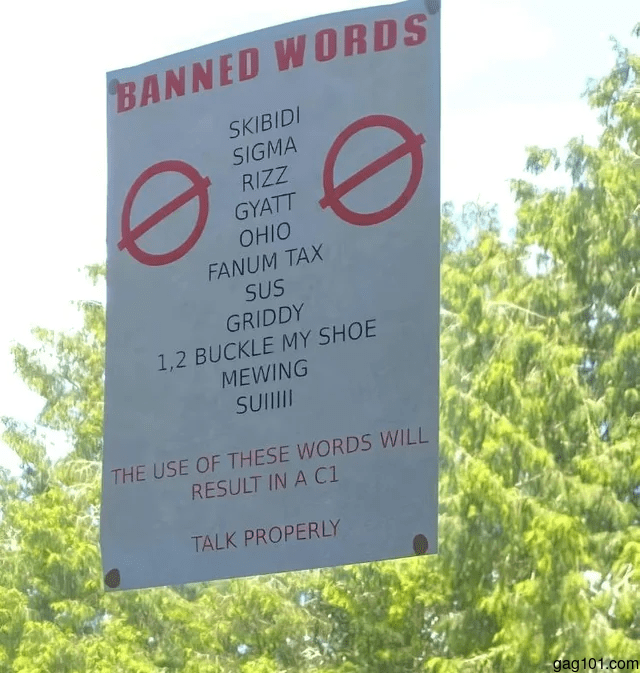 BANNED WORDS
SKIBIDI
SIGMA
RIZZ
GYATT
OHIO
FANUM TAX
SUS
GRIDDY
1,2 BUCKLE MY SHOE
MEWING
SUIIIII
THE USE OF THESE WORDS WILL
RESULT IN A C1
TALK PROPERLY
gag101.com